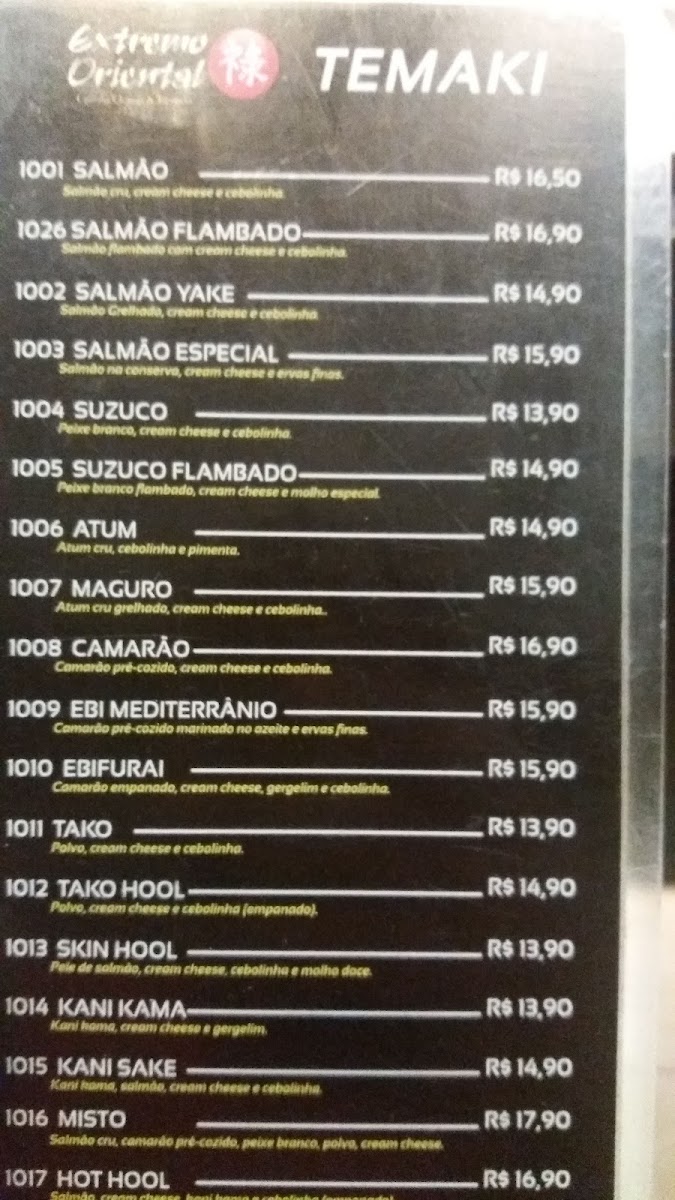 Extremo
Oriental
禄
TEMAKI
1001 SALMÃO R$ 16,50
Salmão cru, cream cheese e cebolinha.
1026 SALMÃO FLAMBADO R$ 16,90
Salmão flambado com cream cheese e cebolinha.
1002 SALMÃO YAKE R$ 14,90
Salmão Grelhado, cream cheese e cebolinha
1003 SALMÃO ESPECIAL R$ 15,90
Salmão na conserva, cream cheese e ervas finas.
1004 SUZUCO R$ 13,90
Peixe branco, cream cheese e cebolinha.
1005 SUZUCO FLAMBADO R$ 14,90
Peixe branco flambado, cream cheese e molho especial.
1006 ATUM R$ 14,90
Atum cru, cebolinha e pimenta.
1007 MAGURO R$ 15,90
Atum cru grelhado, cream cheese e cebolinha..
1008 CAMARÃO R$ 16,90
Camarão pré-cozido, cream cheese e cebolinha.
1009 EBI MEDITERRÂNIO R$ 15,90
Camarão pré-cozido marinado no azeite e ervas finas.
1010 EBIFURAI R$ 15,90
Camarão empanado, cream cheese, gergelim e cebolinha.
1011 TAKO R$ 13,90
Polvo, cream cheese e cebolinha.
1012 TAKO HOOL R$ 14,90
Polvo, cream cheese e cebolinha (empanado).
1013 SKIN HOOL R$ 13,90
Pele de salmão, cream cheese, cebolinha e molho doce.
1014 KANI KAMA R$ 13,90
Kani kama, cream cheese e gergelim.
1015 KANI SAKE R$ 14,90
Kani kama, salmão, cream cheese e cebolinha.
1016 MISTO R$ 17,90
Salmão cru, camarão pré-cozido, peixe branco, polvo, cream cheese.
1017 HOT HOOL R$ 16,90
Salmão, cream cheese, kani kama e cebolinha (empanado)